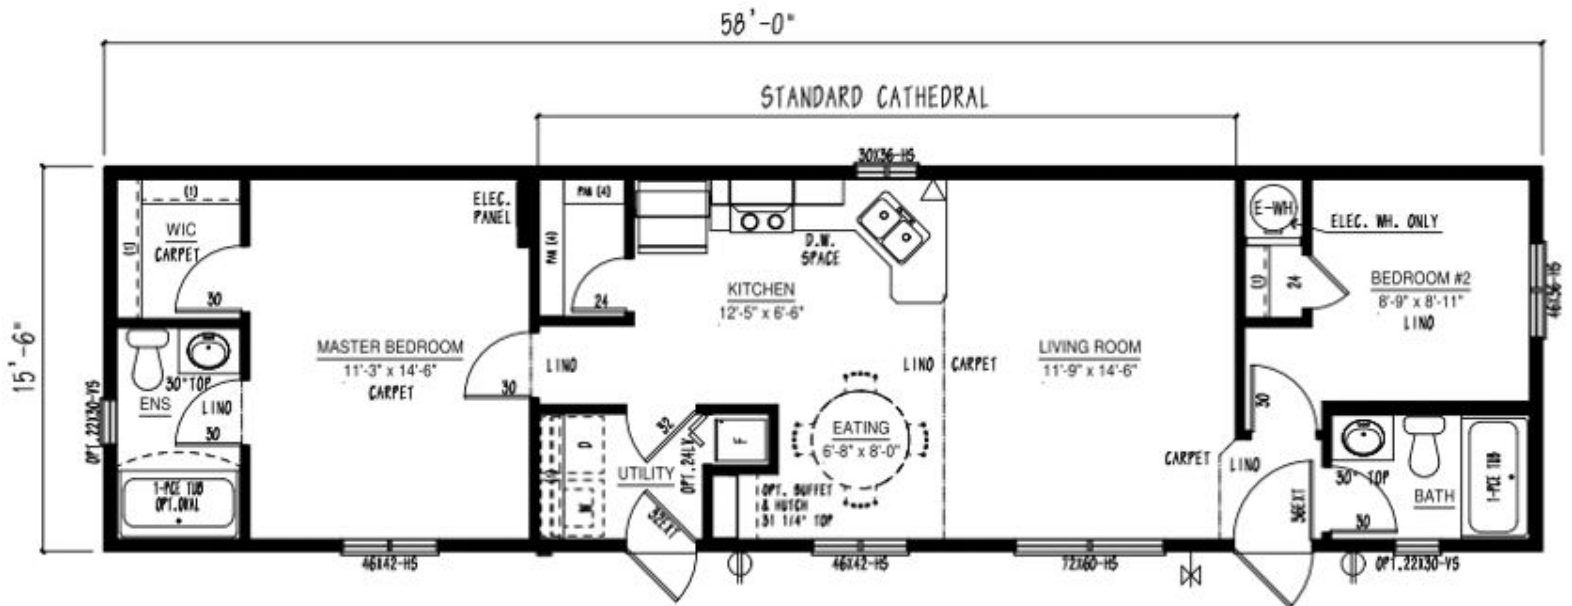 58'-0"
STANDARD CATHEDRAL
15'-6"
30X36-HS
(1)
WIC
CARPET
(1)
30
ELEC.
PANEL
PAN (4)
PAN (4)
24
D.W.
SPACE
KITCHEN
12'-5" x 6'-6"
E-WH
ELEC. WH. ONLY
(1)
24
BEDROOM #2
8'-9" x 8'-11"
LINO
46X36-HS
MASTER BEDROOM
11'-3" x 14'-6"
CARPET
30
LINO
LINO
CARPET
LIVING ROOM
11'-9" x 14'-6"
30
30" TOP
ENS
LINO
30
OPT.22X30-VS
1-PCE TUB
OPT.OVAL
D
W
UTILITY
32
OPT.24LV
32EXT
F
EATING
6'-8" x 8'-0"
OPT. BUFFET
& HUTCH
31 1/4" TOP
CARPET
LINO
36EXT
30" TOP
BATH
30
1-PCE TUB
46X42-HS
46X42-HS
72X60-HS
OPT.22X30-VS